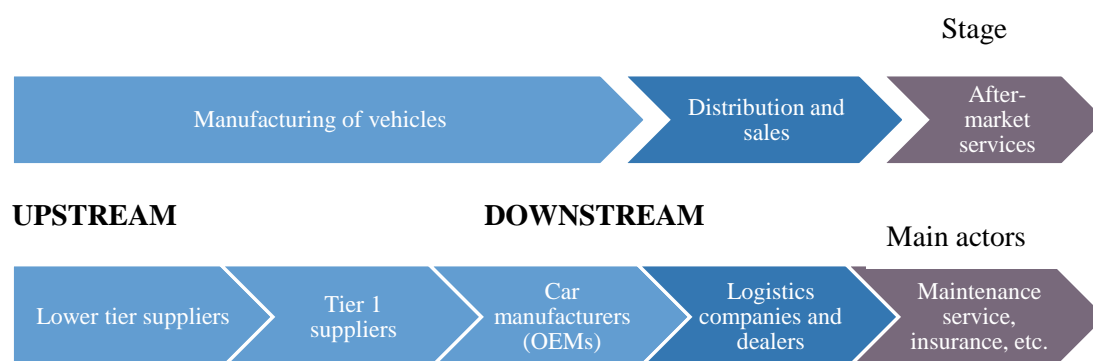 Stage
Manufacturing of vehicles
Distribution and
sales
After-
market
services
UPSTREAM
DOWNSTREAM
Main actors
Lower tier suppliers
Tier 1
suppliers
Car
manufacturers
(OEMs)
Logistics
companies and
dealers
Maintenance
service,
insurance, etc.